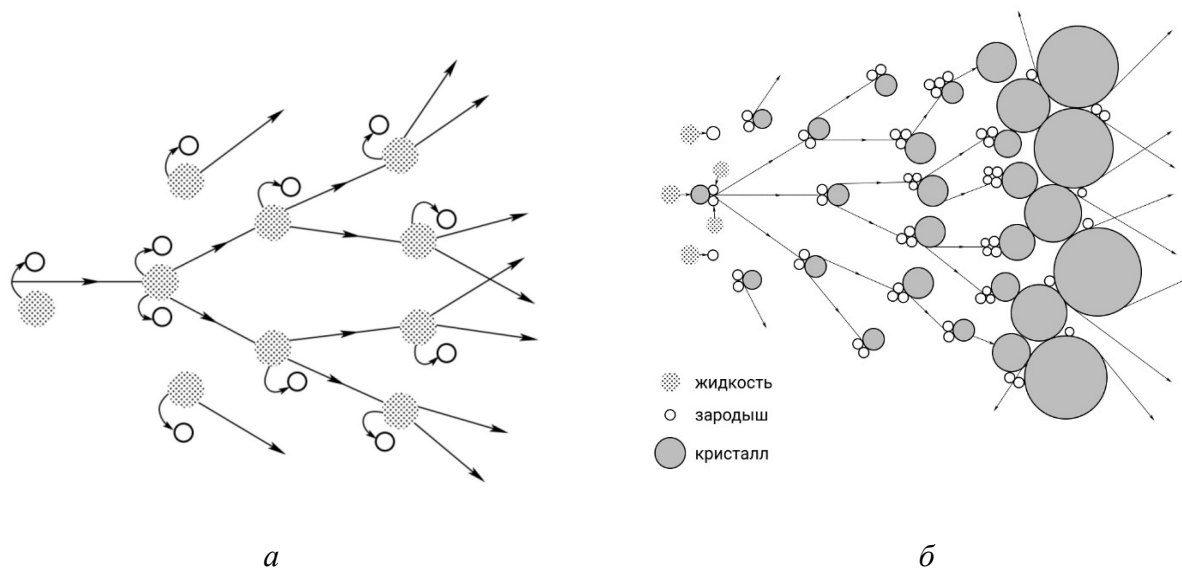 жидкость
зародыш
кристалл
а
б